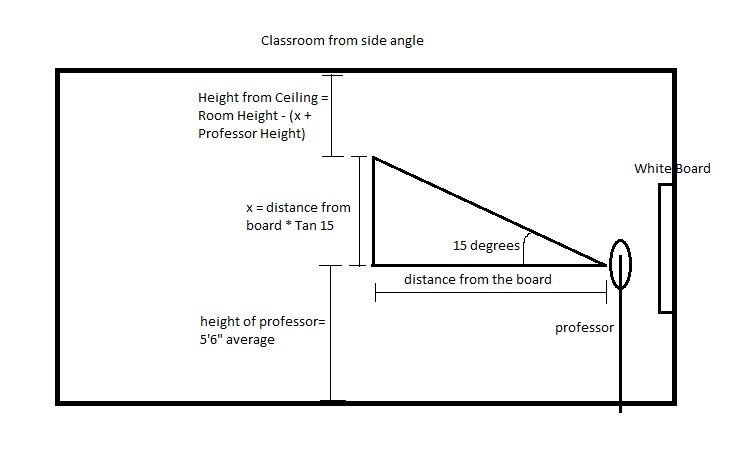 Classroom from side angle
Height from Ceiling =
Room Height - (x +
Professor Height)
White Board
x = distance from
board * Tan 15
15 degrees
distance from the board
height of professor=
5'6" average
professor